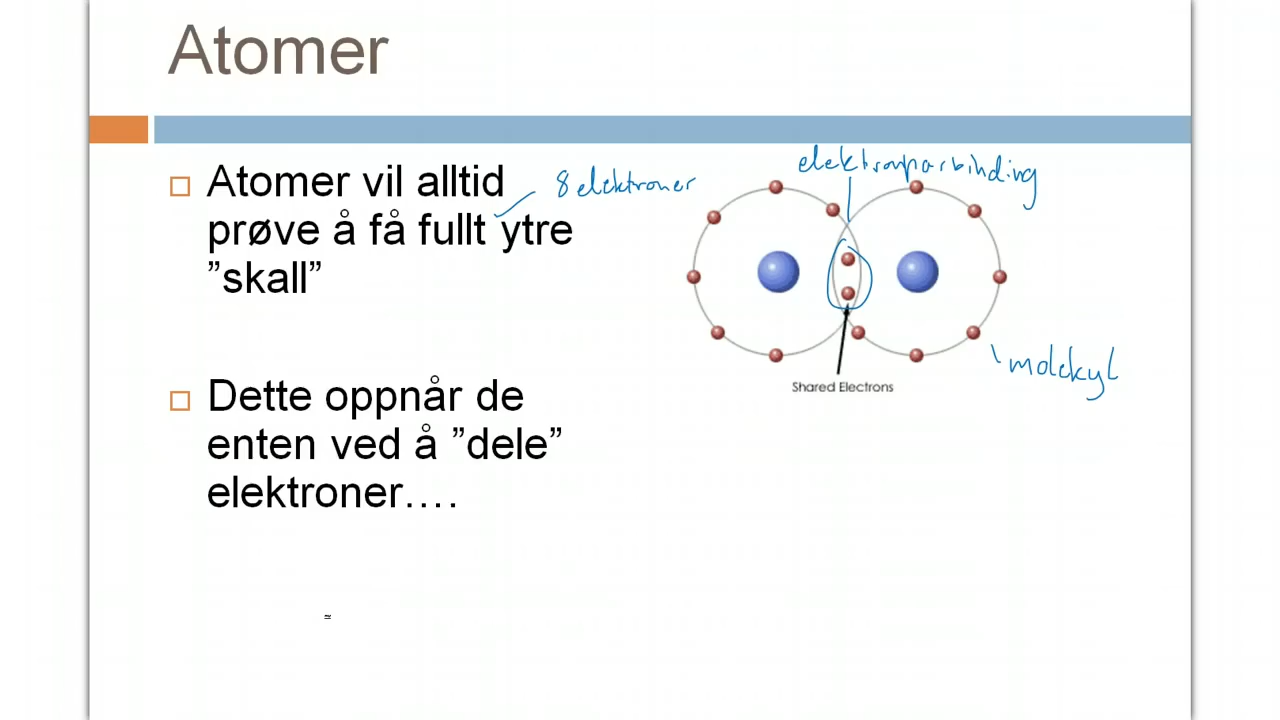 Atomer
Atomer vil alltid
prøve å få fullt ytre
”skall”
8 elektroner
elektronparbinding
molekyl
Shared Electrons
Dette oppnår de
enten ved å ”dele”
elektroner….